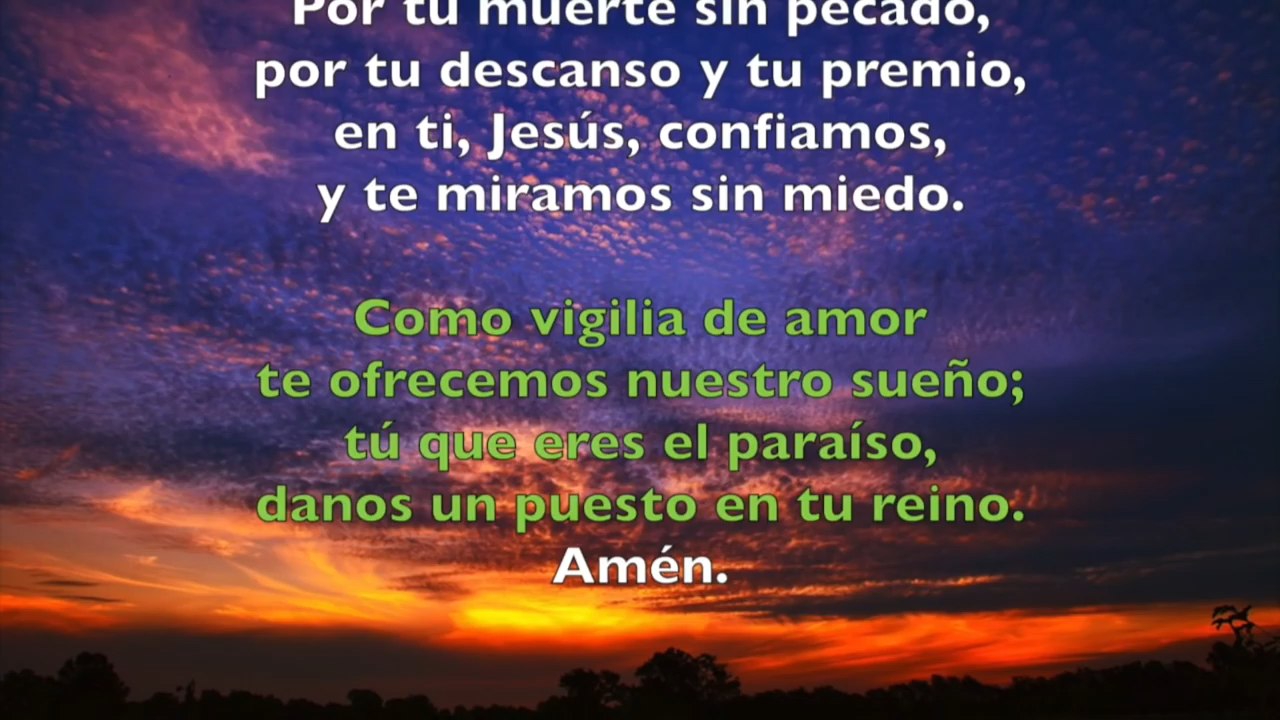 Por tu muerte sin pecado,
por tu descanso y tu premio,
en ti, Jesús, confiamos,
y te miramos sin miedo.
Como vigilia de amor
te ofrecemos nuestro sueño;
tú que eres el paraíso,
danos un puesto en tu reino.
Amén.